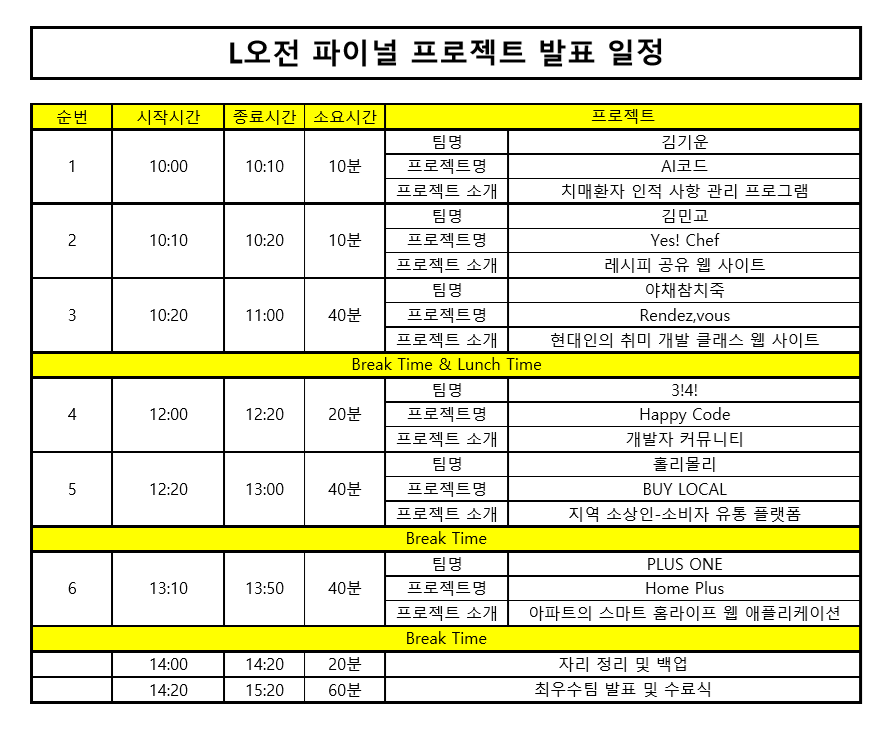 L오전 파이널 프로젝트 발표 일정
순번 시작시간 종료시간 소요시간 프로젝트
1 10:00 10:10 10분 팀명 김기운
프로젝트명 AI코드
프로젝트 소개 치매환자 인적 사항 관리 프로그램
2 10:10 10:20 10분 팀명 김민교
프로젝트명 Yes! Chef
프로젝트 소개 레시피 공유 웹 사이트
3 10:20 11:00 40분 팀명 야채참치죽
프로젝트명 Rendez,vous
프로젝트 소개 현대인의 취미 개발 클래스 웹 사이트
Break Time & Lunch Time
4 12:00 12:20 20분 팀명 3!4!
프로젝트명 Happy Code
프로젝트 소개 개발자 커뮤니티
5 12:20 13:00 40분 팀명 홀리몰리
프로젝트명 BUY LOCAL
프로젝트 소개 지역 소상인-소비자 유통 플랫폼
Break Time
6 13:10 13:50 40분 팀명 PLUS ONE
프로젝트명 Home Plus
프로젝트 소개 아파트의 스마트 홈라이프 웹 애플리케이션
Break Time
14:00 14:20 20분 자리 정리 및 백업
14:20 15:20 60분 최우수팀 발표 및 수료식